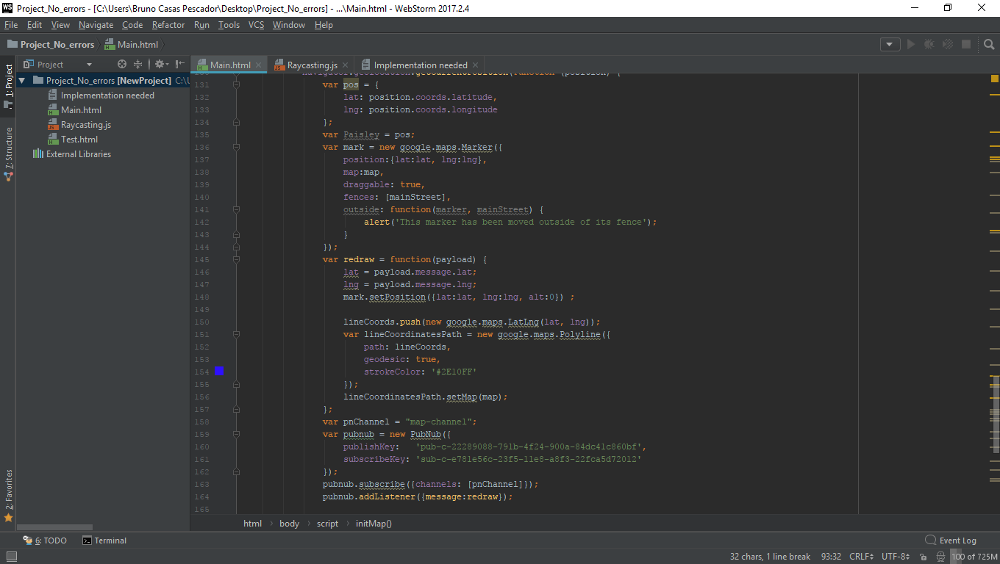 WS Project_No_errors - [C:\Users\Bruno Casas Pescador\Desktop\Project_No_errors] - ...\Main.html - WebStorm 2017.2.4
File Edit View Navigate Code Refactor Run Tools VCS Window Help
Project_No_errors Main.html
Project
Main.html Raycasting.js Implementation needed
1: Project
7: Structure
2: Favorites
Project_No_errors [NewProject] C:\U
Implementation needed
Main.html
Raycasting.js
Test.html
External Libraries
navigator.geolocation.getCurrentPosition(function (position) {
131 var pos = {
132 lat: position.coords.latitude,
133 lng: position.coords.longitude
134 };
135 var Paisley = pos;
136 var mark = new google.maps.Marker({
137 position:{lat:lat, lng:lng},
138 map:map,
139 draggable: true,
140 fences: [mainStreet],
141 outside: function(marker, mainStreet) {
142 alert('This marker has been moved outside of its fence');
143 }
144 });
145 var redraw = function(payload) {
146 lat = payload.message.lat;
147 lng = payload.message.lng;
148 mark.setPosition({lat:lat, lng:lng, alt:0}) ;
149
150 lineCoords.push(new google.maps.LatLng(lat, lng));
151 var lineCoordinatesPath = new google.maps.Polyline({
152 path: lineCoords,
153 geodesic: true,
154 strokeColor: '#2E10FF'
155 });
156 lineCoordinatesPath.setMap(map);
157 };
158 var pnChannel = "map-channel";
159 var pubnub = new PubNub({
160 publishKey: 'pub-c-22289088-791b-4f24-900a-84dc41c860bf',
161 subscribeKey: 'sub-c-e781e56c-23f5-11e8-a8f3-22fca5d72012'
162 });
163 pubnub.subscribe({channels: [pnChannel]});
164 pubnub.addListener({message:redraw});
165
html body script initMap()
6: TODO Terminal Event Log
32 chars, 1 line break 93:32 CRLF UTF-8 100 of 725M